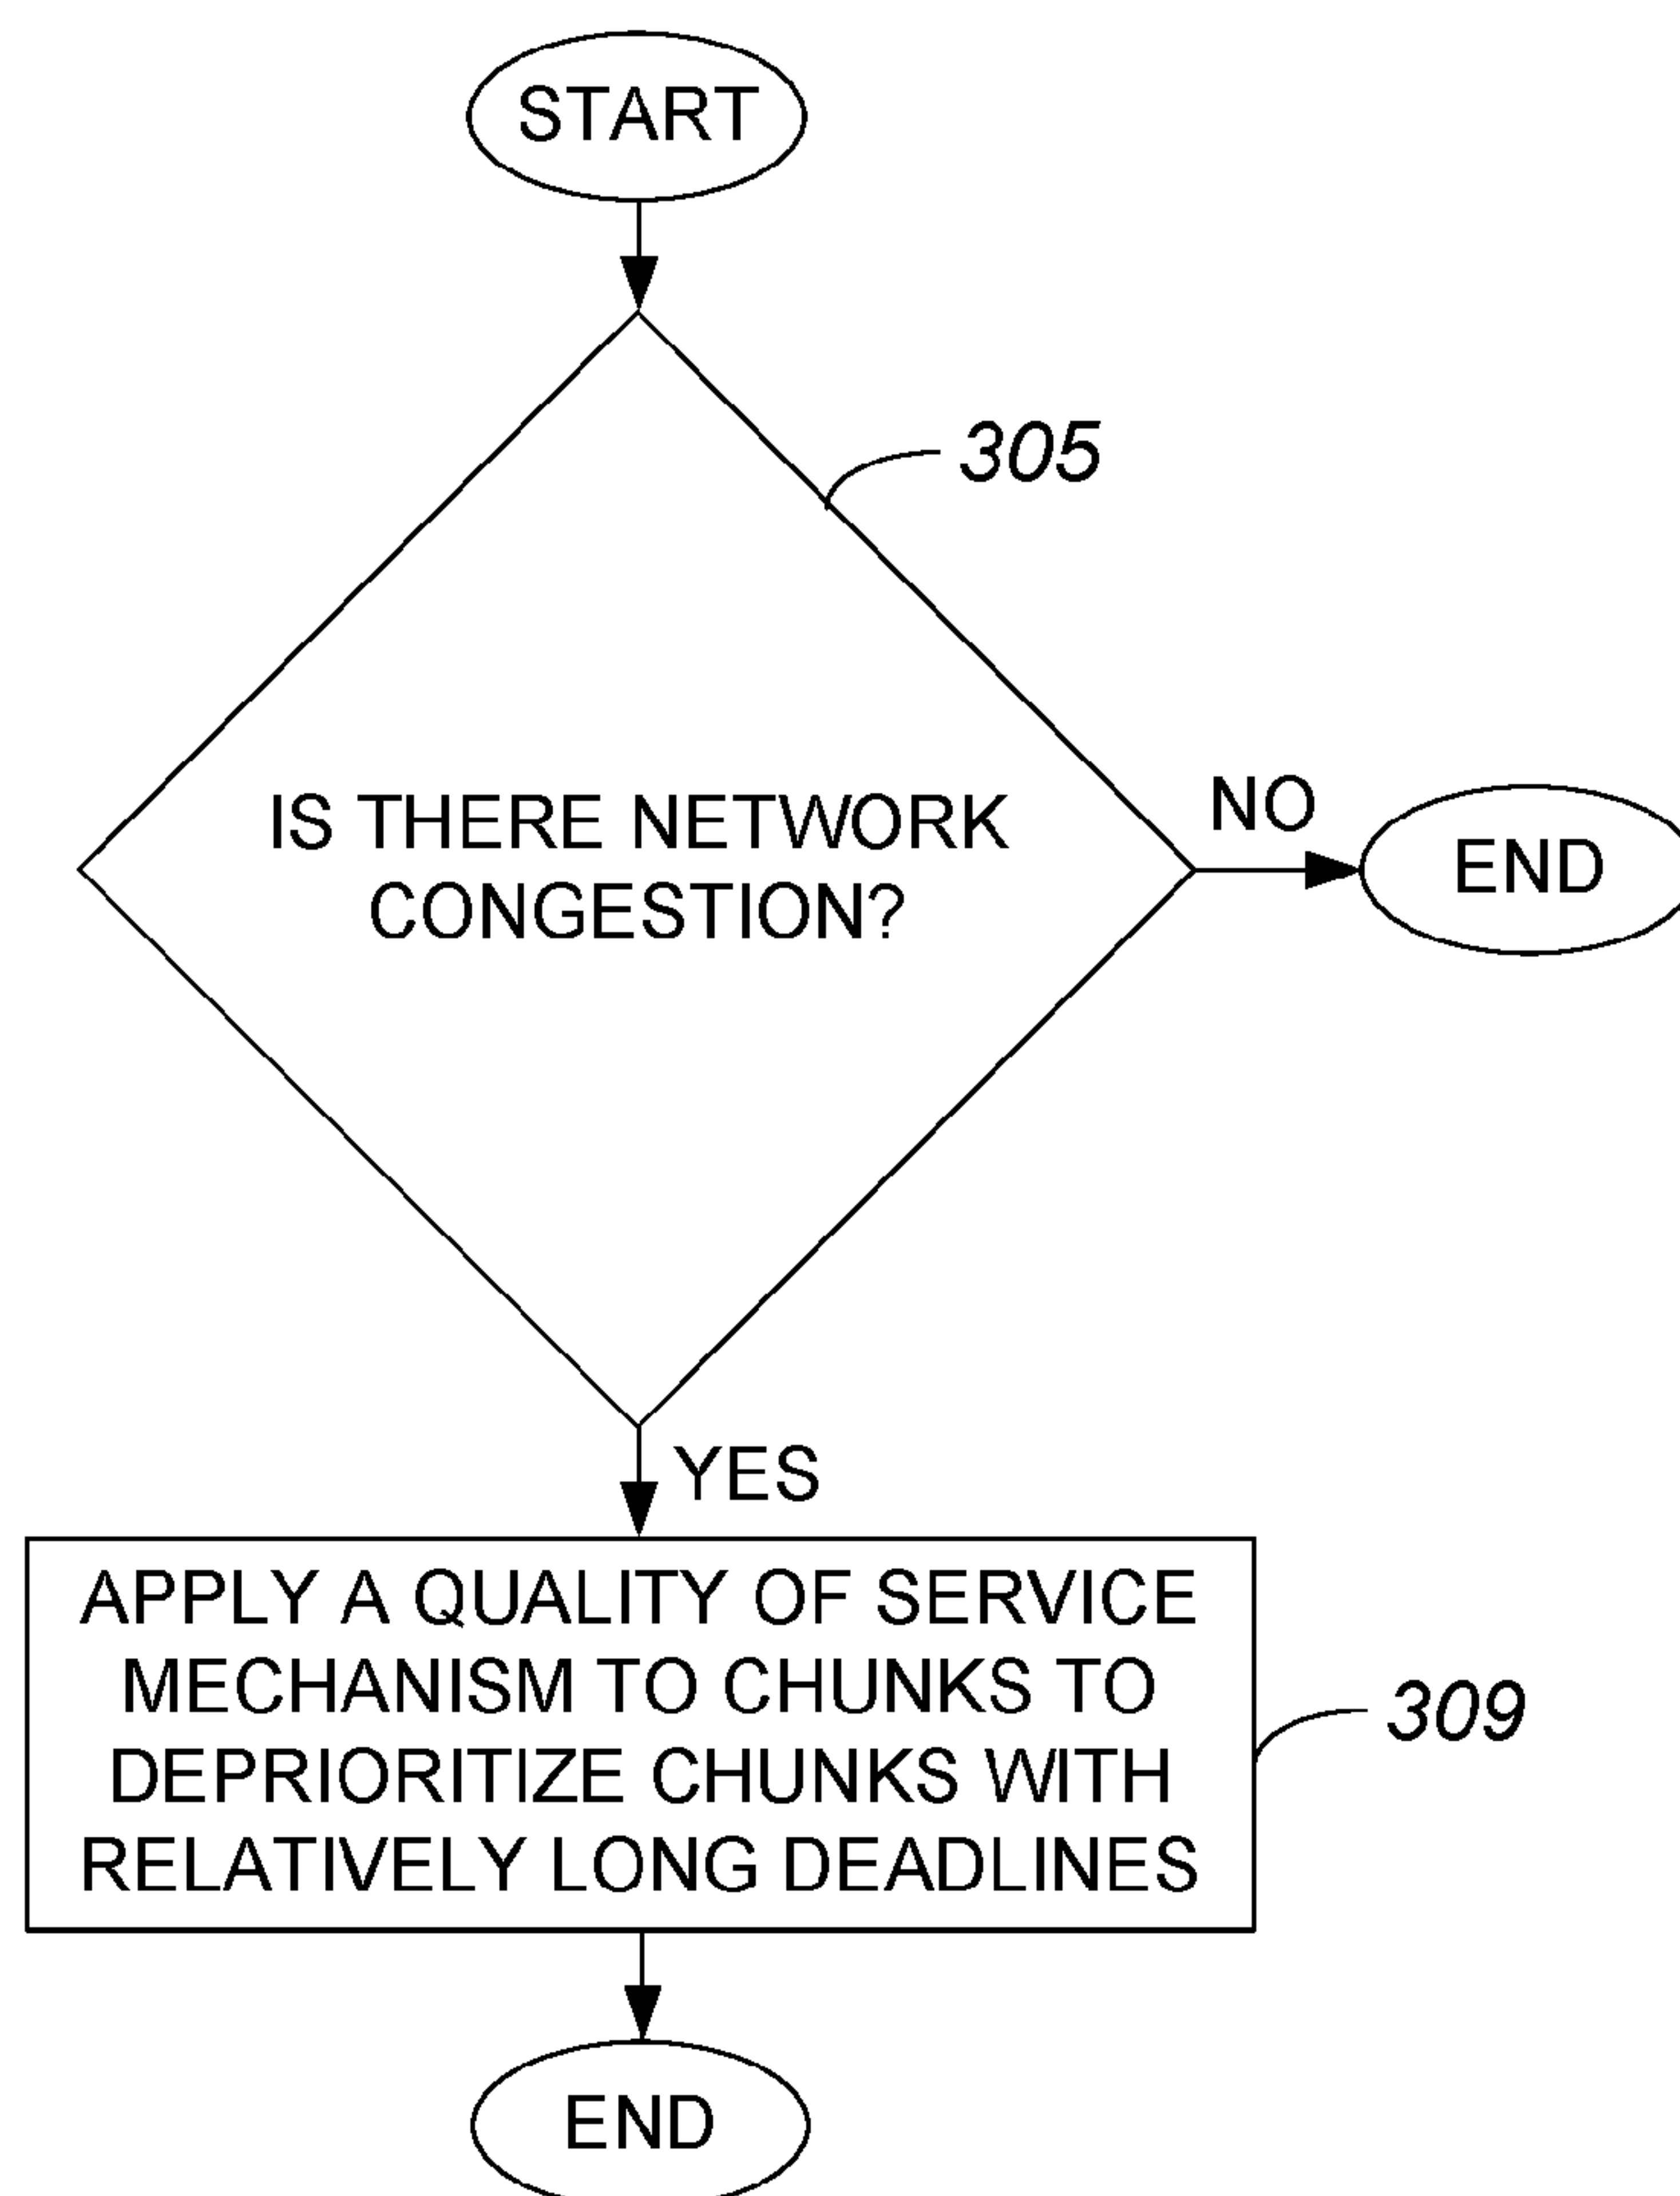 START
305
IS THERE NETWORK
CONGESTION?
NO
END
YES
APPLY A QUALITY OF SERVICE
MECHANISM TO CHUNKS TO
DEPRIORITIZE CHUNKS WITH
RELATIVELY LONG DEADLINES
309
END